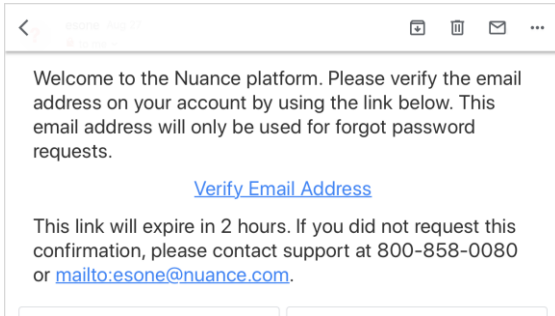 Welcome to the Nuance platform. Please verify the email
address on your account by using the link below. This
email address will only be used for forgot password
requests.
Verify Email Address
This link will expire in 2 hours. If you did not request this
confirmation, please contact support at 800-858-0080
or mailto:esone@nuance.com.